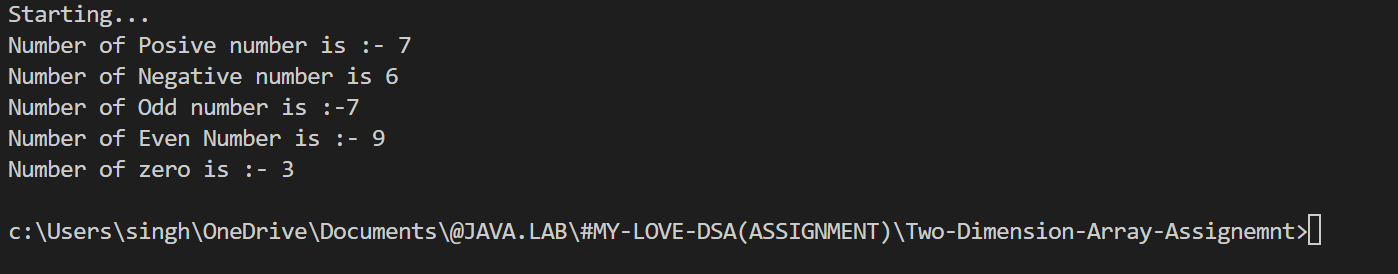 Starting...
Number of Posive number is :- 7
Number of Negative number is 6
Number of Odd number is :-7
Number of Even Number is :- 9
Number of zero is :- 3
c:\Users\singh\OneDrive\Documents\@JAVA.LAB\#MY-LOVE-DSA(ASSIGNMENT)\Two-Dimension-Array-Assignemnt>